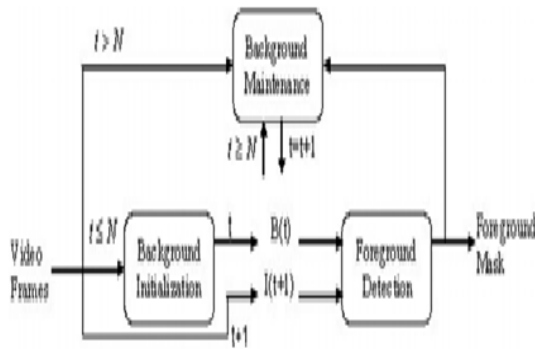 t > N
Background
Maintenance
t ≥ N
t=t+1
t ≤ N
t
B(t)
Video
Frames
Background
Initialization
I(t+1)
t+1
Foreground
Detection
Foreground
Mask